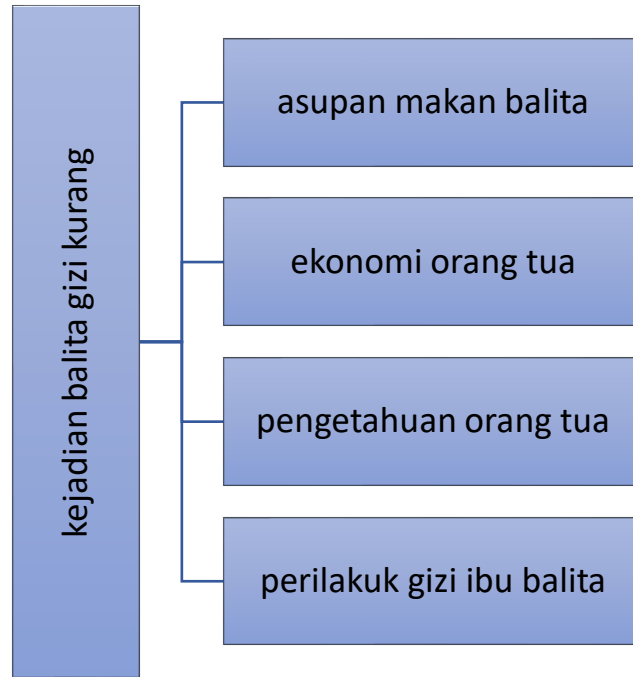 kejadian balita gizi kurang
asupan makan balita
ekonomi orang tua
pengetahuan orang tua
perilakuk gizi ibu balita